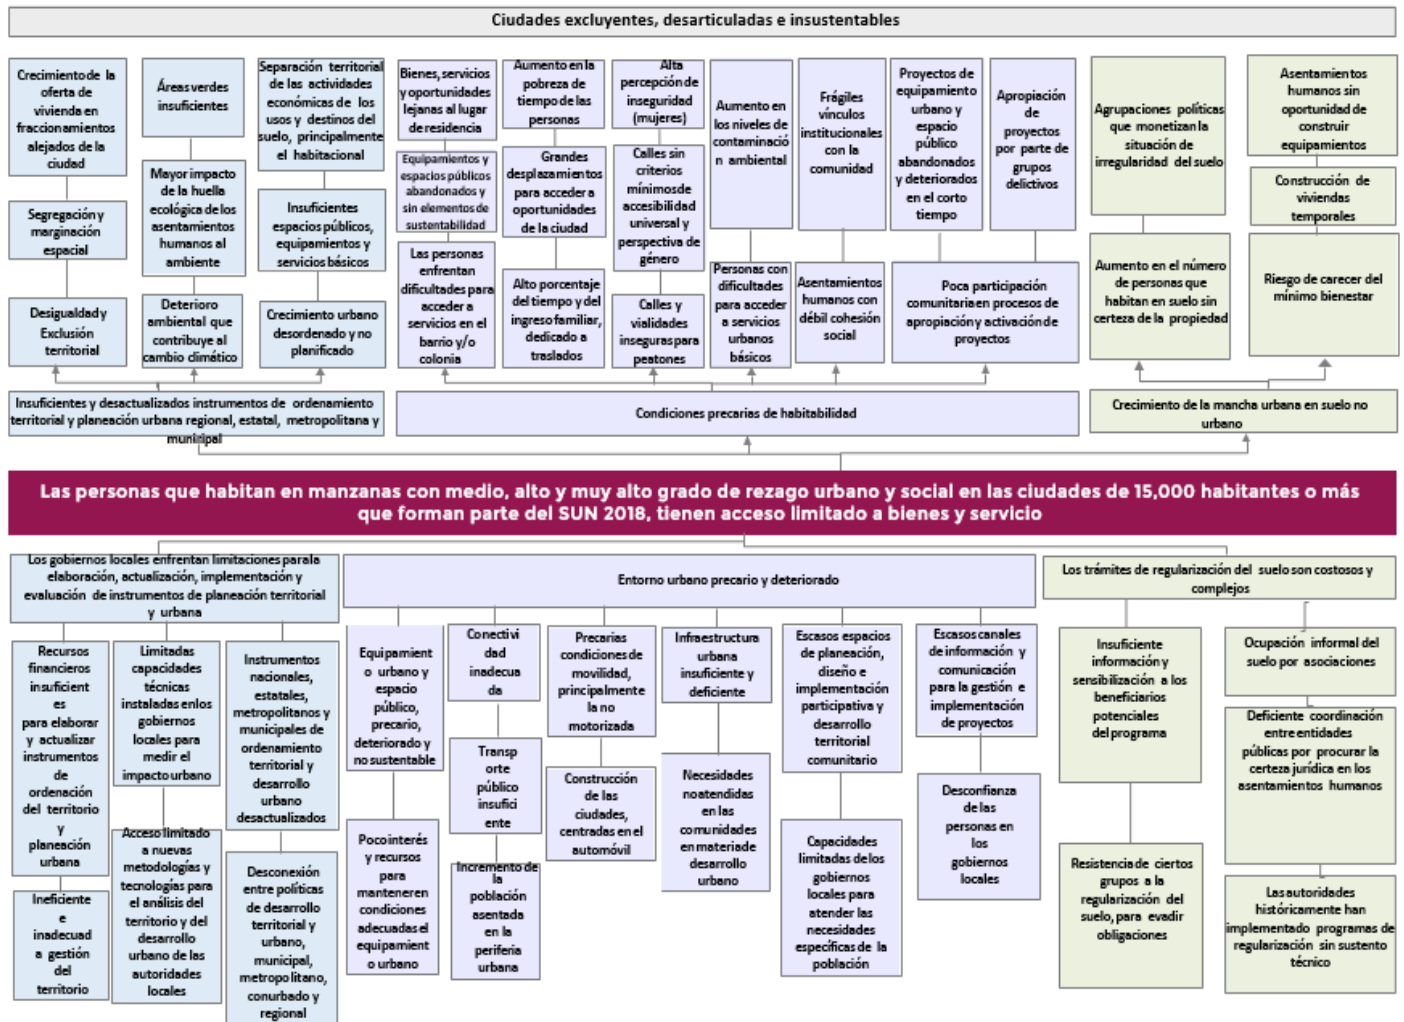 Ciudades excluyentes, desarticuladas e insustentables
Crecimiento de la
oferta de
vivienda en
fraccionamientos
alejados de la
ciudad
Segregación y
marginación
espacial
Desigualdad y
Exclusión
territorial
Áreas verdes
insuficientes
Mayor impacto
de la huella
ecológica de los
asentamientos
humanos al
ambiente
Deterioro
ambiental que
contribuye al
cambio climático
Separación territorial
de las actividades
económicas de los
usos y destinos del
suelo, principalmente
el habitacional
Insuficientes
espacios públicos,
equipamientos y
servicios básicos
Crecimiento urbano
desordenado y no
planificado
Bienes, servicios
y oportunidades
lejanas al lugar
de residencia
Equipamientos y
espacios públicos
abandonados y
sin elementos de
sustentabilidad
Las personas
enfrentan
dificultades para
acceder a
servicios en el
barrio y/o
colonia
Aumento en la
pobreza de
tiempo de las
personas
Grandes
desplazamientos
para acceder a
oportunidades
de la ciudad
Alto porcentaje
del tiempo y del
ingreso familiar,
dedicado a
traslados
Alta
percepción de
inseguridad
(mujeres)
Calles sin
criterios
mínimos de
accesibilidad
universal y
perspectiva de
género
Calles y
vialidades
inseguras para
peatones
Aumento en
los niveles de
contaminació
n ambiental
Personas con
dificultades
para acceder
a servicios
urbanos
básicos
Frágiles
vínculos
institucionales
con la
comunidad
Asentamientos
humanos con
débil cohesión
social
Proyectos de
equipamiento
urbano y
espacio
público
abandonados
y deteriorados
en el corto
tiempo
Apropiación
de
proyectos
por parte de
grupos
delictivos
Poca participación
comunitaria en procesos de
apropiación y activación de
proyectos
Agrupaciones políticas
que monetizan la
situación de
irregularidad del suelo
Aumento en el número
de personas que
habitan en suelo sin
certeza de la propiedad
Asentamientos
humanos sin
oportunidad de
construir
equipamientos
Construcción de
viviendas
temporales
Riesgo de carecer del
mínimo bienestar
Insuficientes y desactualizados instrumentos de ordenamiento
territorial y planeación urbana regional, estatal, metropolitana y
municipal
Condiciones precarias de habitabilidad
Crecimiento de la mancha urbana en suelo no
urbano
Las personas que habitan en manzanas con medio, alto y muy alto grado de rezago urbano y social en las ciudades de 15,000 habitantes o más
que forman parte del SUN 2018, tienen acceso limitado a bienes y servicio
Los gobiernos locales enfrentan limitaciones para la
elaboración, actualización, implementación y
evaluación de instrumentos de planeación territorial
y urbana
Entorno urbano precario y deteriorado
Los trámites de regularización del suelo son costosos y
complejos
Recursos
financieros
insuficient
es
para elaborar
y actualizar
instrumentos
de
ordenación
del territorio
y
planeación
urbana
Ineficiente
e
inadecuad
a gestión
del
territorio
Limitadas
capacidades
técnicas
instaladas en los
gobiernos
locales para
medir el
impacto urbano
Acceso limitado
a nuevas
metodologías y
tecnologías para
el análisis del
territorio y del
desarrollo
urbano de las
autoridades
locales
Instrumentos
nacionales,
estatales,
metropolitanos y
municipales de
ordenamiento
territorial y
desarrollo
urbano
desactualizados
Desconexión
entre políticas
de desarrollo
territorial y
urbano,
municipal,
metropolitano,
conurbado y
regional
Equipamient
o urbano y
espacio
público,
precario,
deteriorado y
no sustentable
Poco interés
y recursos
para
mantener en
condiciones
adecuadas el
equipamient
o urbano
Conectivi
dad
inadecua
da
Transp
orte
público
insufici
ente
Incremento de
la
población
asentada
en la
periferia
urbana
Precarias
condiciones de
movilidad,
principalmente
la no
motorizada
Construcción
de las
ciudades,
centradas en el
automóvil
Infraestructura
urbana
insuficiente y
deficiente
Necesidades
no atendidas
en las
comunidades
en materia de
desarrollo
urbano
Escasos espacios
de planeación,
diseño e
implementación
participativa y
desarrollo
territorial
comunitario
Capacidades
limitadas de los
gobiernos
locales para
atender las
necesidades
específicas de la
población
Escasos canales
de información y
comunicación
para la gestión e
implementación
de proyectos
Desconfianza
de las
personas en
los
gobiernos
locales
Insuficiente
información y
sensibilización a los
beneficiarios
potenciales
del programa
Resistencia de ciertos
grupos a la
regularización del
suelo, para evadir
obligaciones
Ocupación informal del
suelo por asociaciones
Deficiente coordinación
entre entidades
públicas por procurar la
certeza jurídica en los
asentamientos humanos
Las autoridades
históricamente han
implementado programas de
regularización sin sustento
técnico